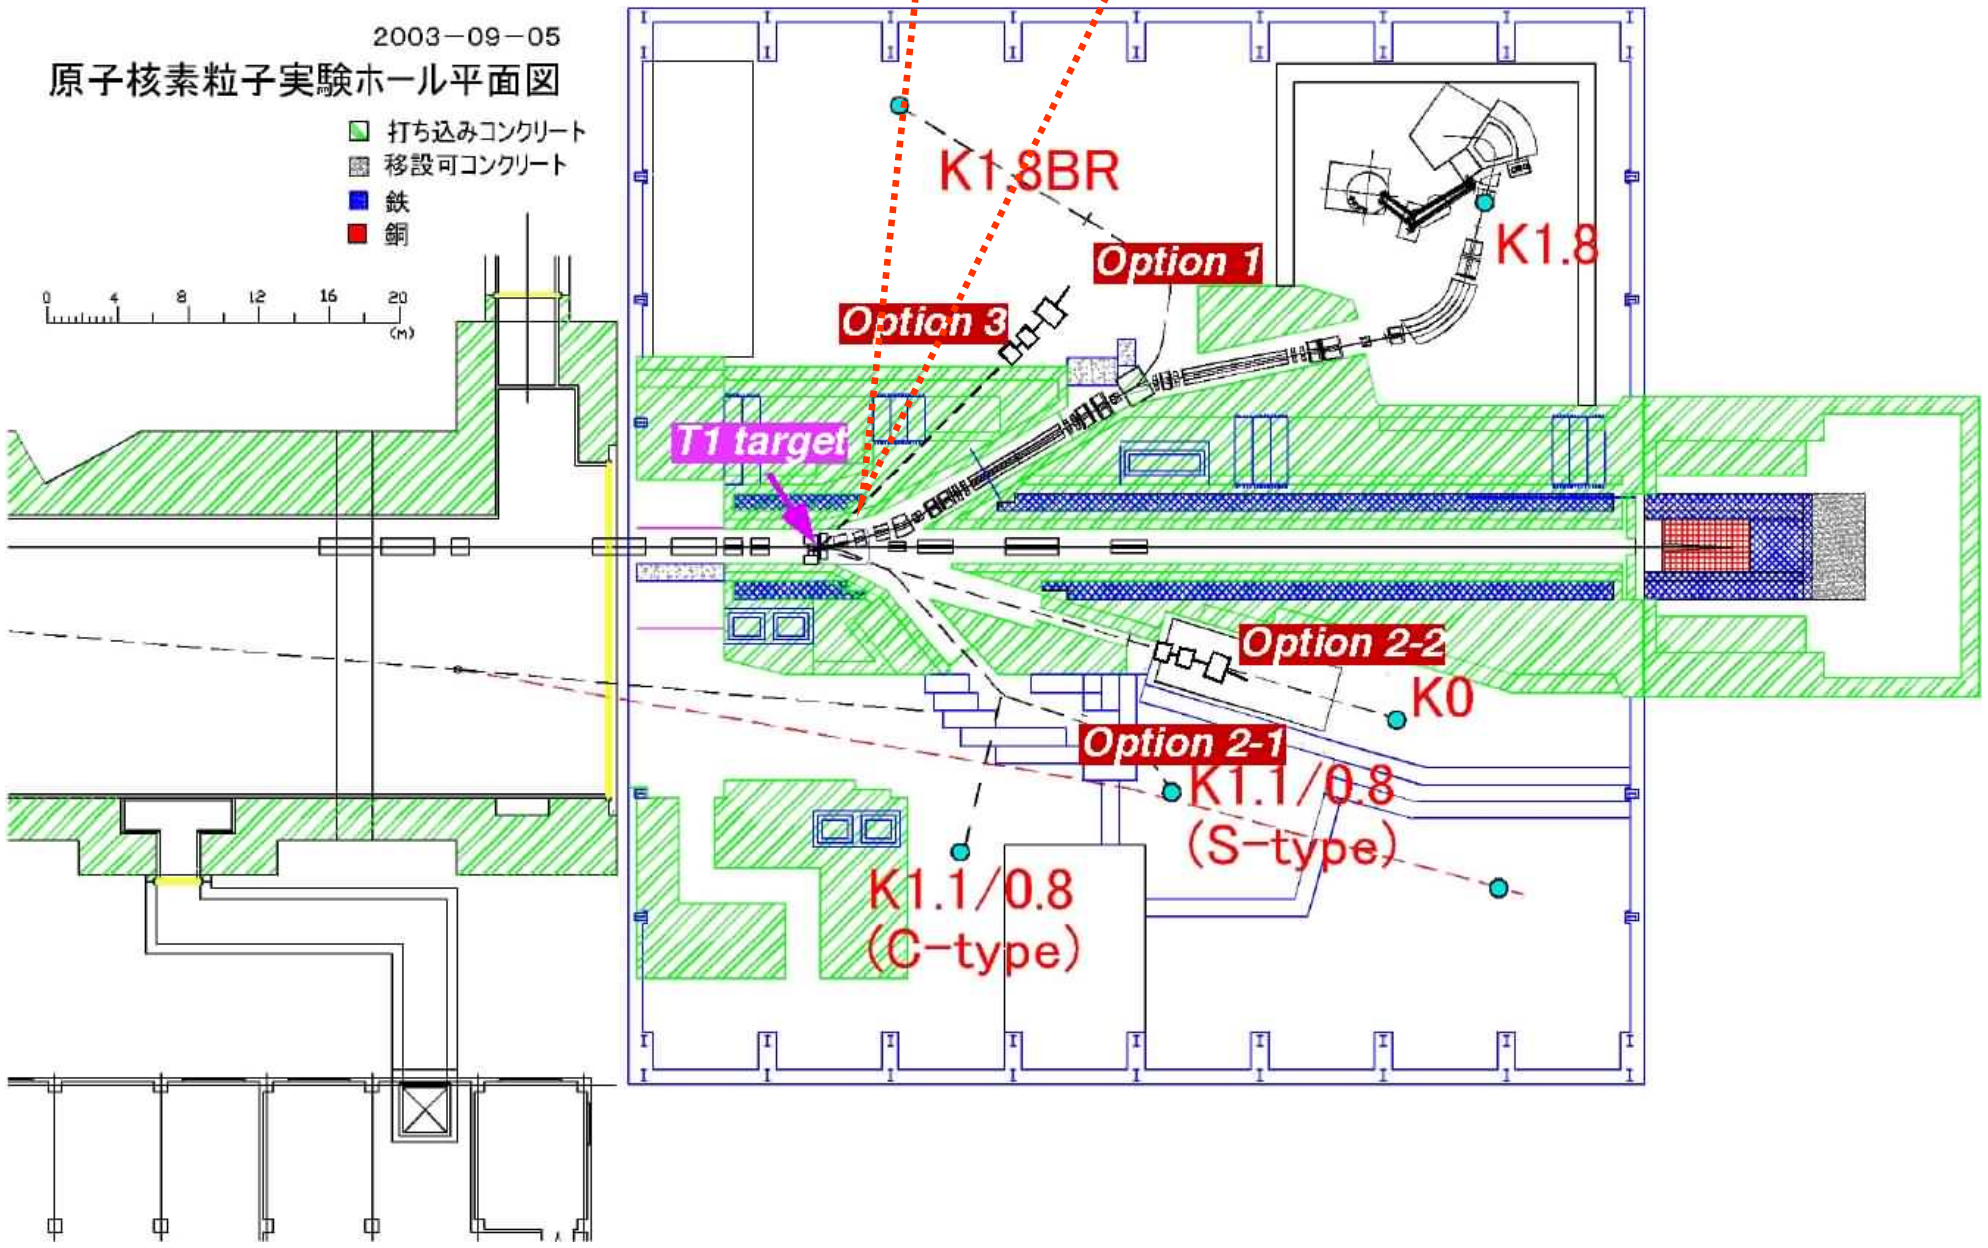 2003-09-05
原子核素粒子実験ホール平面図
打ち込みコンクリート
移設可コンクリート
鉄
銅
0 4 8 12 16 20
(M)
K1.8BR
K1.8
Option 1
Option 3
T1 target
Option 2-2
K0
Option 2-1
K1.1/0.8
(S-type)
K1.1/0.8
(C-type)